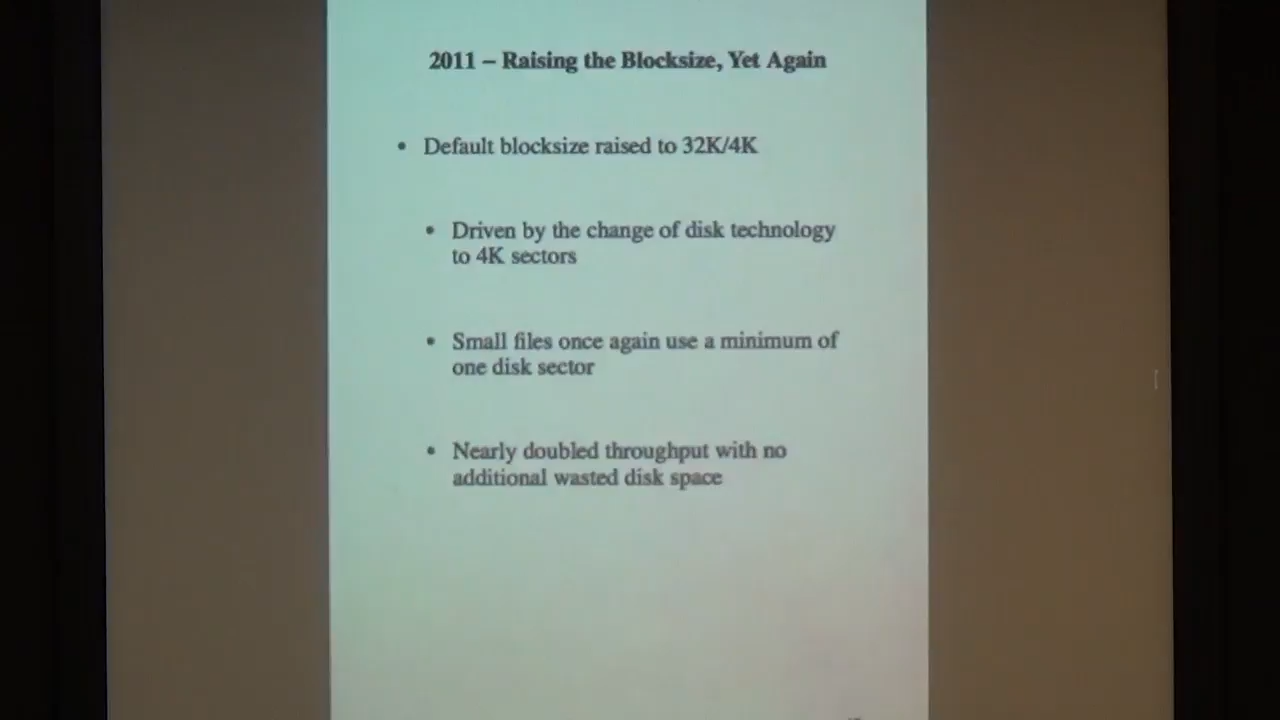 2011 – Raising the Blocksize, Yet Again
• Default blocksize raised to 32K/4K
• Driven by the change of disk technology
to 4K sectors
• Small files once again use a minimum of
one disk sector
• Nearly doubled throughput with no
additional wasted disk space